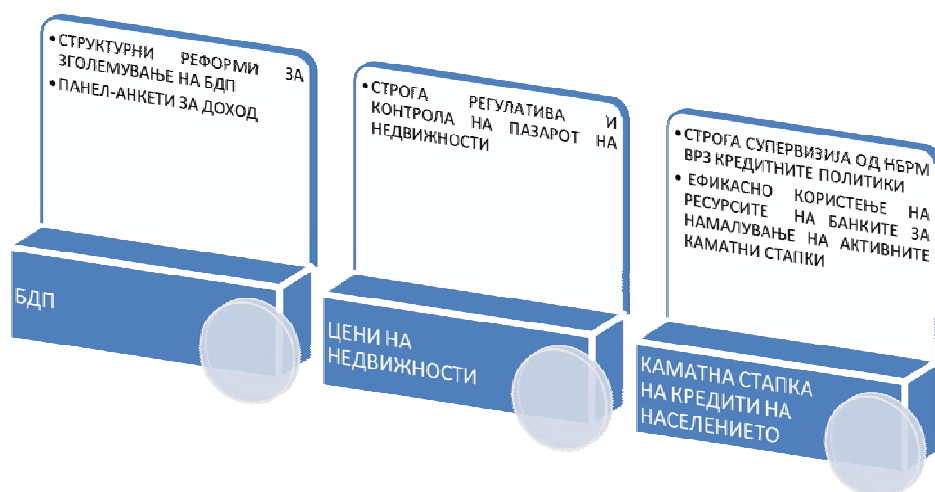 • СТРУКТУРНИ РЕФОРМИ ЗА
ЗГОЛЕМУВАЊЕ НА БДП
• ПАНЕЛ-АНКЕТИ ЗА ДОХОД
БДП
• СТРОГА РЕГУЛАТИВА И
КОНТРОЛА НА ПАЗАРОТ НА
НЕДВИЖНОСТИ
ЦЕНИ НА
НЕДВИЖНОСТИ
• СТРОГА СУПЕРВИЗИЈА ОД НБРМ
ВРЗ КРЕДИТНИТЕ ПОЛИТИКИ
• ЕФИКАСНО КОРИСТЕЊЕ НА
РЕСУРСИТЕ НА БАНКИТЕ ЗА
НАМАЛУВАЊЕ НА АКТИВНИТЕ
КАМАТНИ СТАПКИ
КАМАТНА СТАПКА
НА КРЕДИТИ НА
НАСЕЛЕНИЕТО